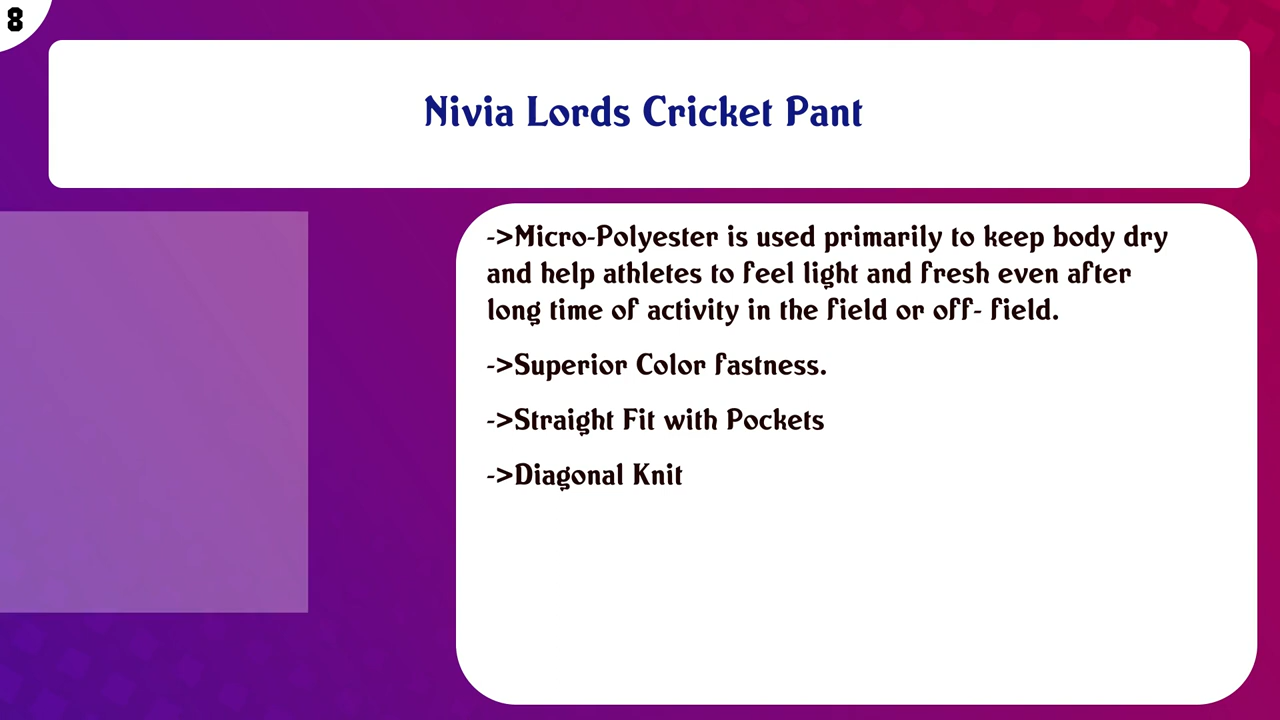 8
Nivia Lords Cricket Pant
->Micro-Polyester is used primarily to keep body dry
and help athletes to feel light and fresh even after
long time of activity in the field or off- field.
->Superior Color fastness.
->Straight Fit with Pockets
->Diagonal Knit